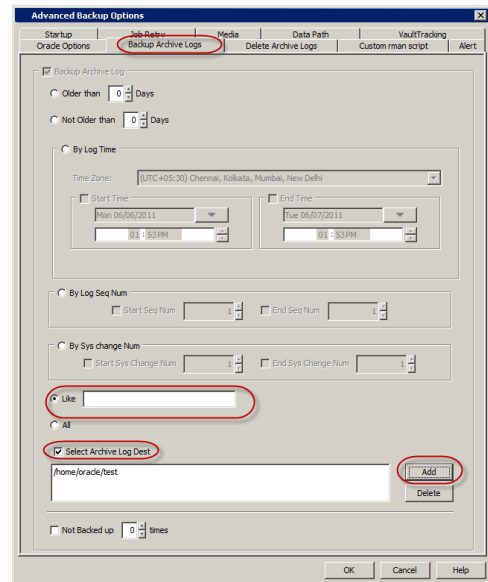 Advanced Backup Options
Startup Job Retry Media Data Path VaultTracking
Oracle Options Backup Archive Logs Delete Archive Logs Custom rman script Alert
Backup Archive Log
Older than 0 Days
Not Older than 0 Days
By Log Time
Time Zone: (UTC+05:30) Chennai, Kolkata, Mumbai, New Delhi
Start Time End Time
Mon 06/06/2011 Tue 06/07/2011
01 : 53 PM 01 : 53 PM
By Log Seq Num
Start Seq Num 1 End Seq Num 1
By Sys change Num
Start Sys Change Num 1 End Sys Change Num 1
Like
All
Select Archive Log Dest
/home/oracle/test Add
Delete
Not Backed up 0 times
OK Cancel Help